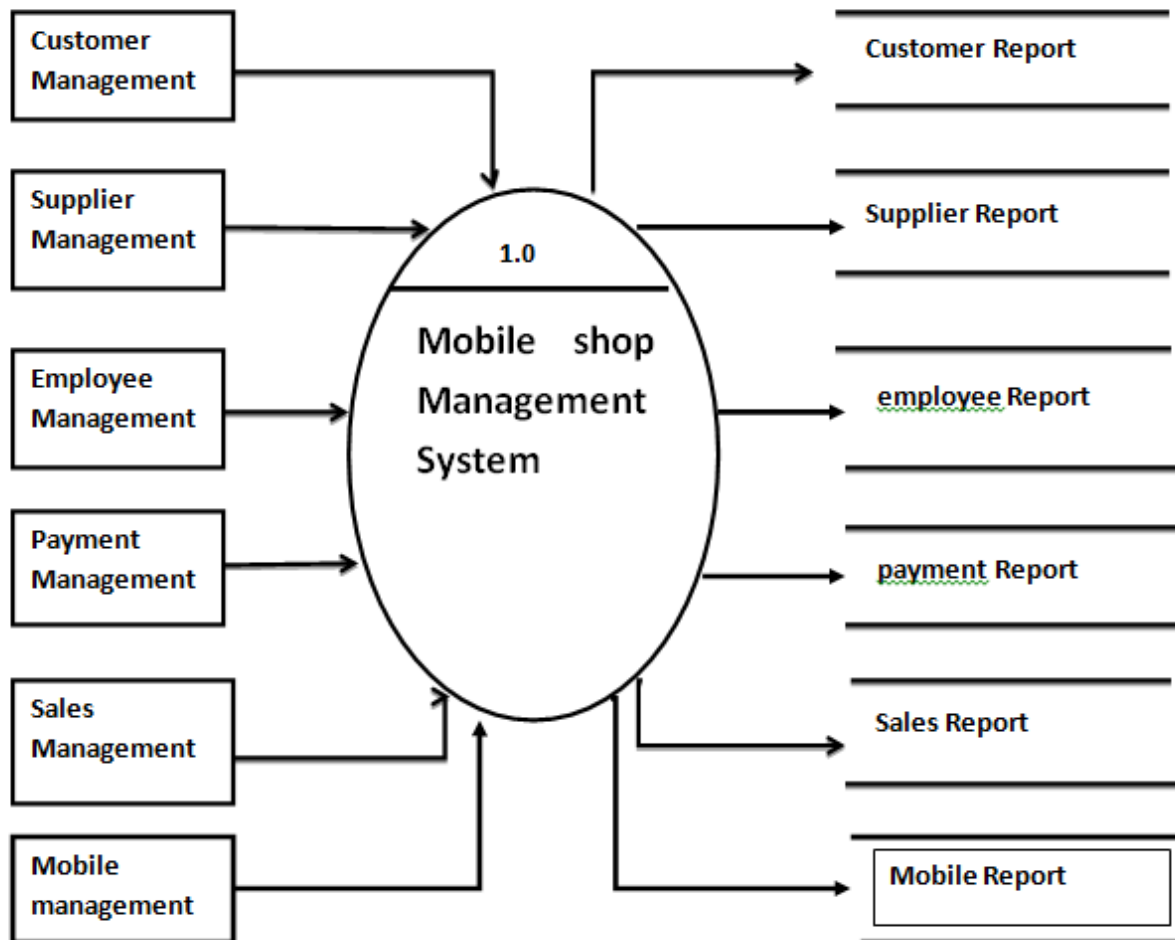 Customer
Management
Supplier
Management
Employee
Management
Payment
Management
Sales
Management
Mobile
management
1.0
Mobile shop
Management
System
Customer Report
Supplier Report
employee Report
payment Report
Sales Report
Mobile Report